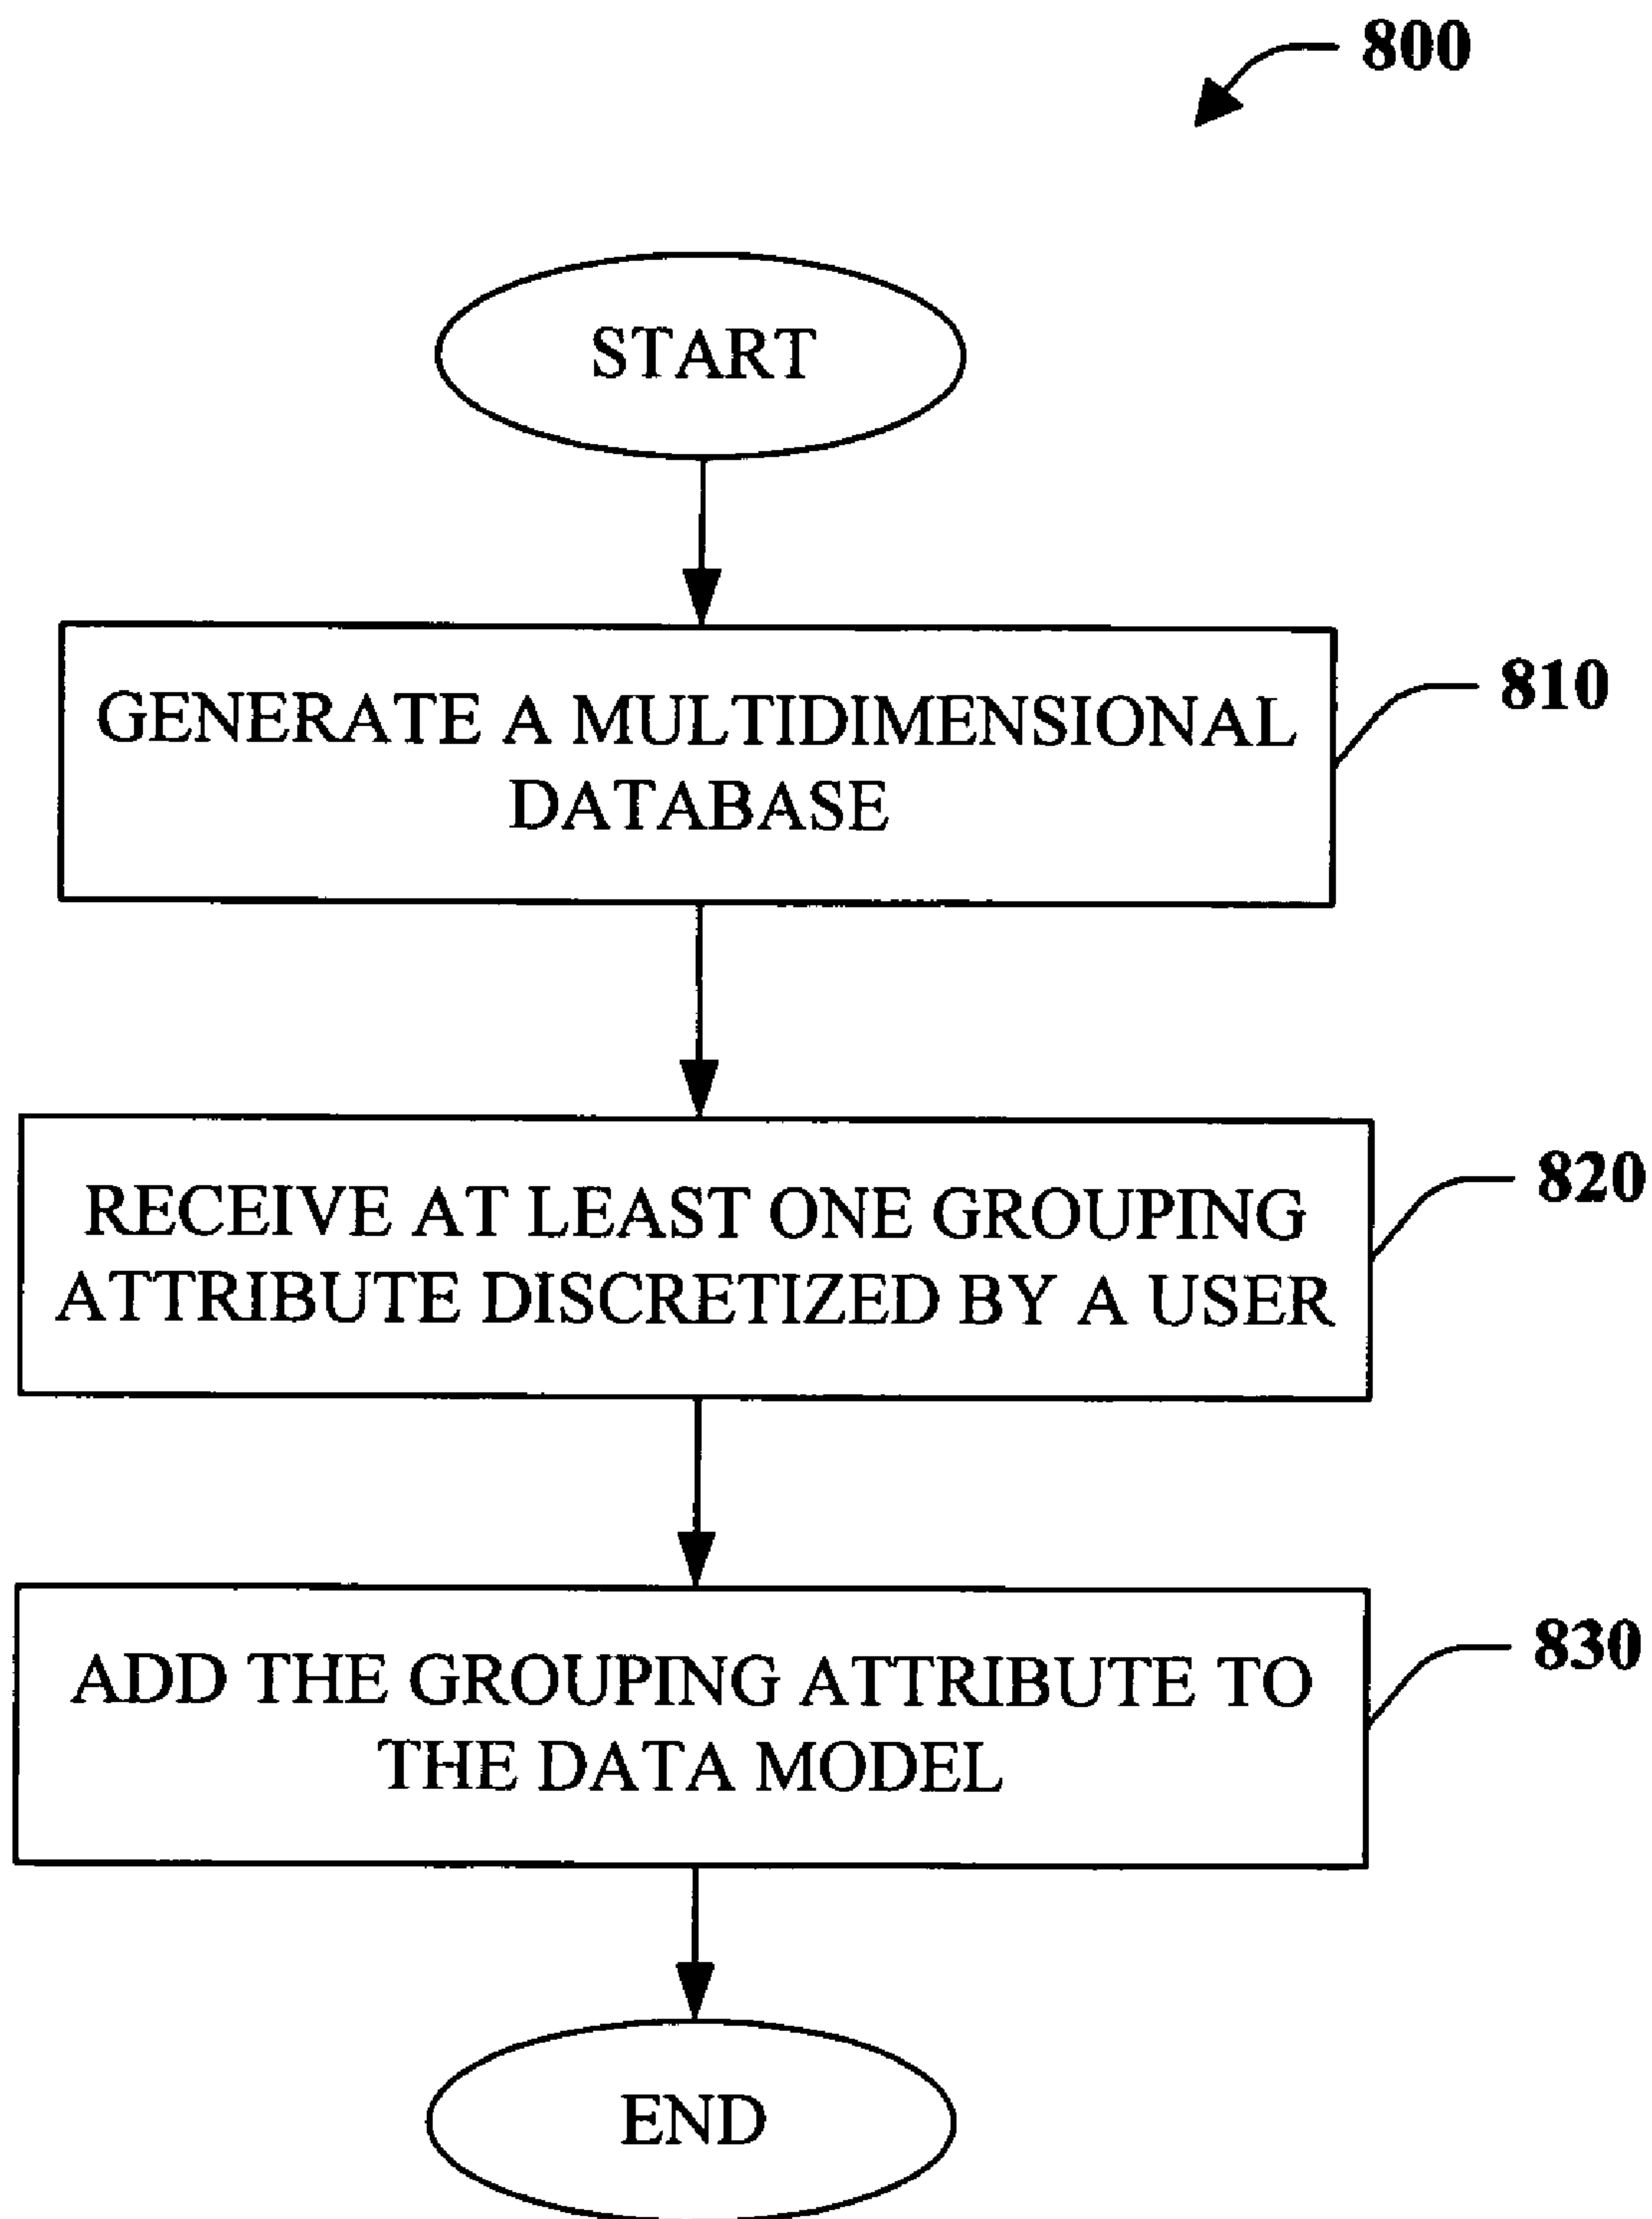 800
START
GENERATE A MULTIDIMENSIONAL
DATABASE
810
RECEIVE AT LEAST ONE GROUPING
ATTRIBUTE DISCRETIZED BY A USER
820
ADD THE GROUPING ATTRIBUTE TO
THE DATA MODEL
830
END